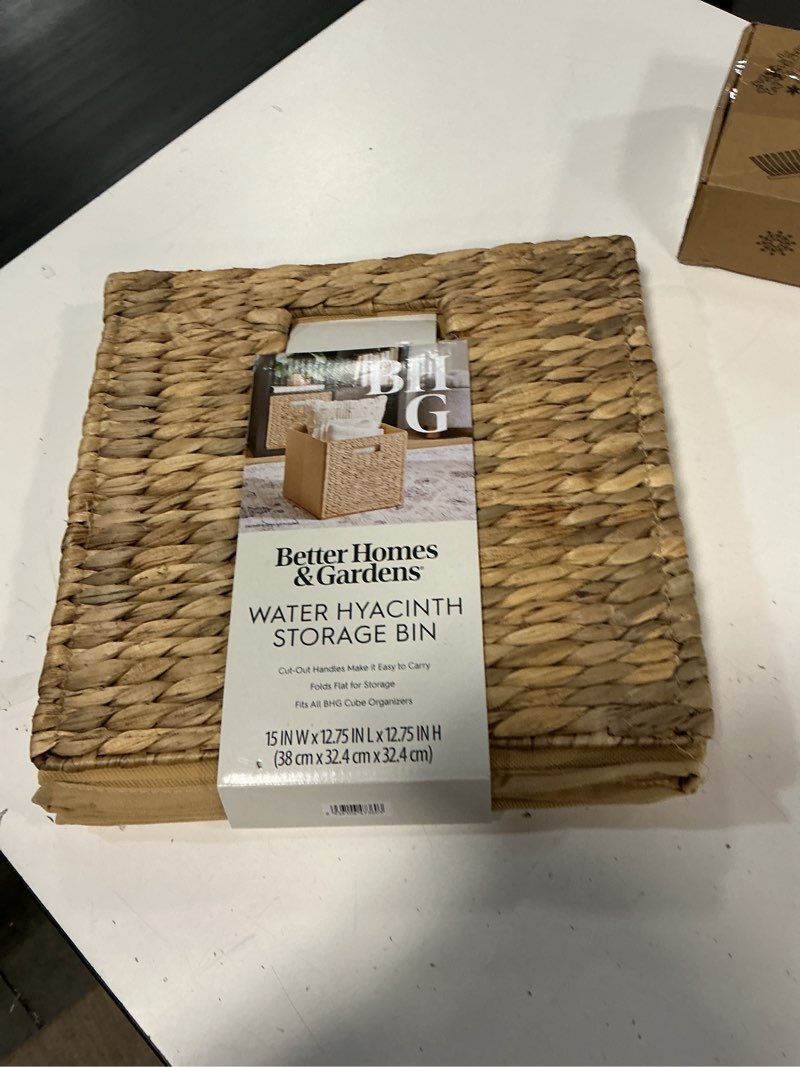 BH
G
Better Homes
& Gardens®
WATER HYACINTH
STORAGE BIN
Cut-Out Handles Make it Easy to Carry
Folds Flat for Storage
Fits All BHG Cube Organizers
15 IN W x 12.75 IN L x 12.75 IN H
(38 cm x 32.4 cm x 32.4 cm)